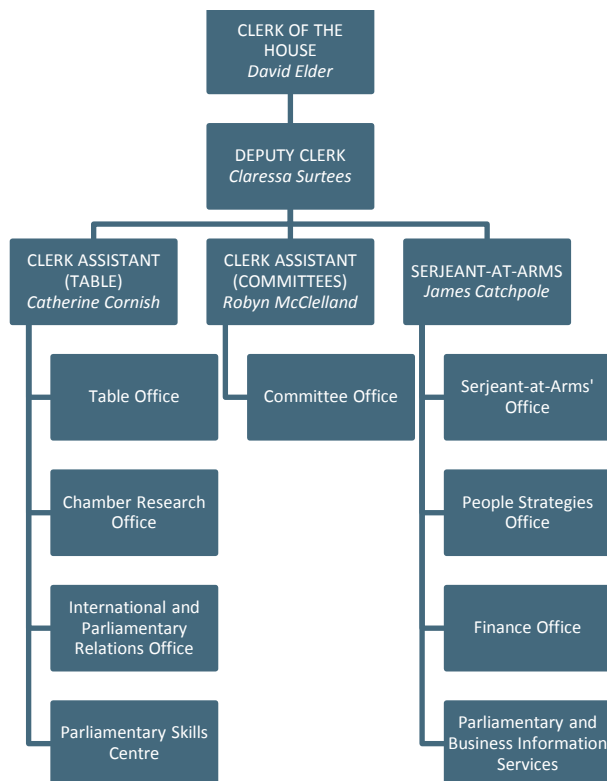 CLERK OF THE
HOUSE
David Elder
DEPUTY CLERK
Claressa Surtees
CLERK ASSISTANT
(TABLE)
Catherine Cornish
CLERK ASSISTANT
(COMMITTEES)
Robyn McClelland
SERJEANT-AT-ARMS
James Catchpole
Table Office
Chamber Research
Office
International and
Parliamentary
Relations Office
Parliamentary Skills
Centre
Committee Office
Serjeant-at-Arms'
Office
People Strategies
Office
Finance Office
Parliamentary and
Business Information
Services